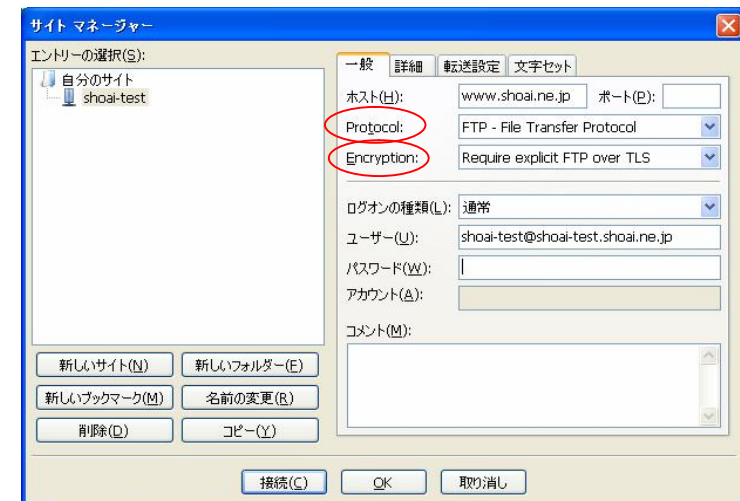 サイト マネージャー
エントリーの選択(S):
自分のサイト
shoai-test
新しいサイト(N) 新しいフォルダー(F)
新しいブックマーク(M) 名前の変更(R)
削除(D) コピー(Y)
一般 詳細 転送設定 文字セット
ホスト(H): www.shoai.ne.jp ポート(P):
Protocol: FTP - File Transfer Protocol
Encryption: Require explicit FTP over TLS
ログオンの種類(L): 通常
ユーザー(U): shoai-test@shoai-test.shoai.ne.jp
パスワード(W):
アカウント(A):
コメント(M):
接続(C) OK 取り消し